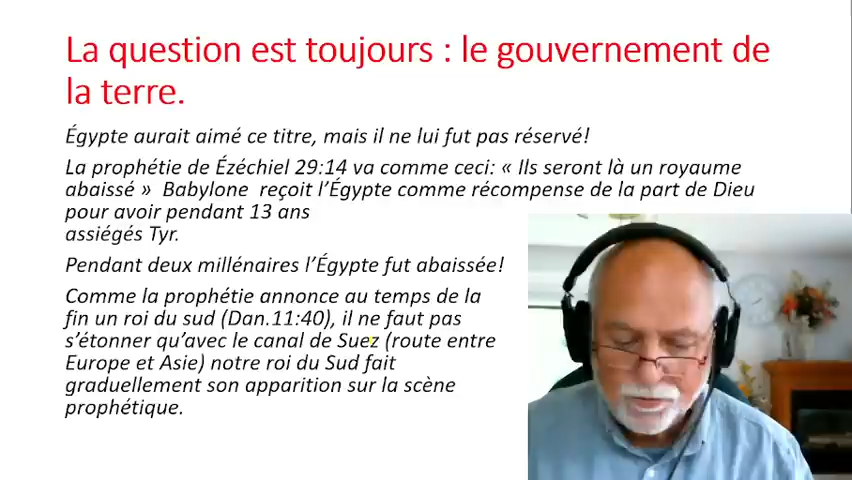 La question est toujours : le gouvernement de
la terre.
Égypte aurait aimé ce titre, mais il ne lui fut pas réservé!
La prophétie de Ézéchiel 29:14 va comme ceci: « Ils seront là un royaume
abaissé »  Babylone  reçoit l’Égypte comme récompense de la part de Dieu
pour avoir pendant 13 ans
assiégés Tyr.
Pendant deux millénaires l’Égypte fut abaissée!
Comme la prophétie annonce au temps de la
fin un roi du sud (Dan.11:40), il ne faut pas
s’étonner qu’avec le canal de Suez (route entre
Europe et Asie) notre roi du Sud fait
graduellement son apparition sur la scène
prophétique.